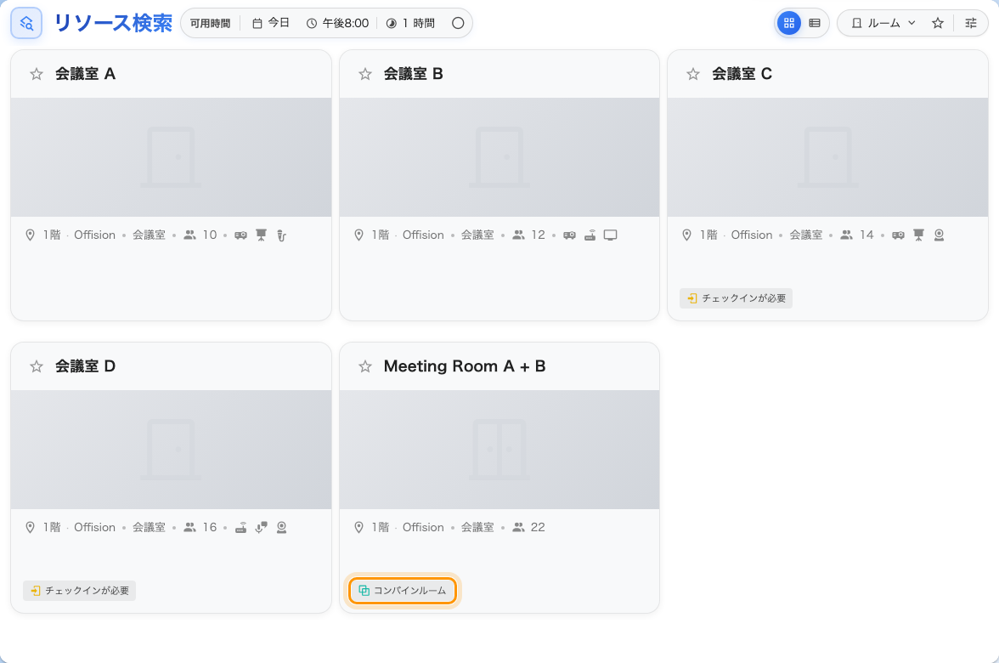 リソース検索
可用時間 今日 午後8:00 1 時間
ルーム
会議室 A
1階 · Offision • 会議室 • 10 •
会議室 B
1階 · Offision • 会議室 • 12 •
会議室 C
1階 · Offision • 会議室 • 14 •
チェックインが必要
会議室 D
1階 · Offision • 会議室 • 16 •
チェックインが必要
Meeting Room A + B
1階 · Offision • 会議室 • 22
コンバインルーム